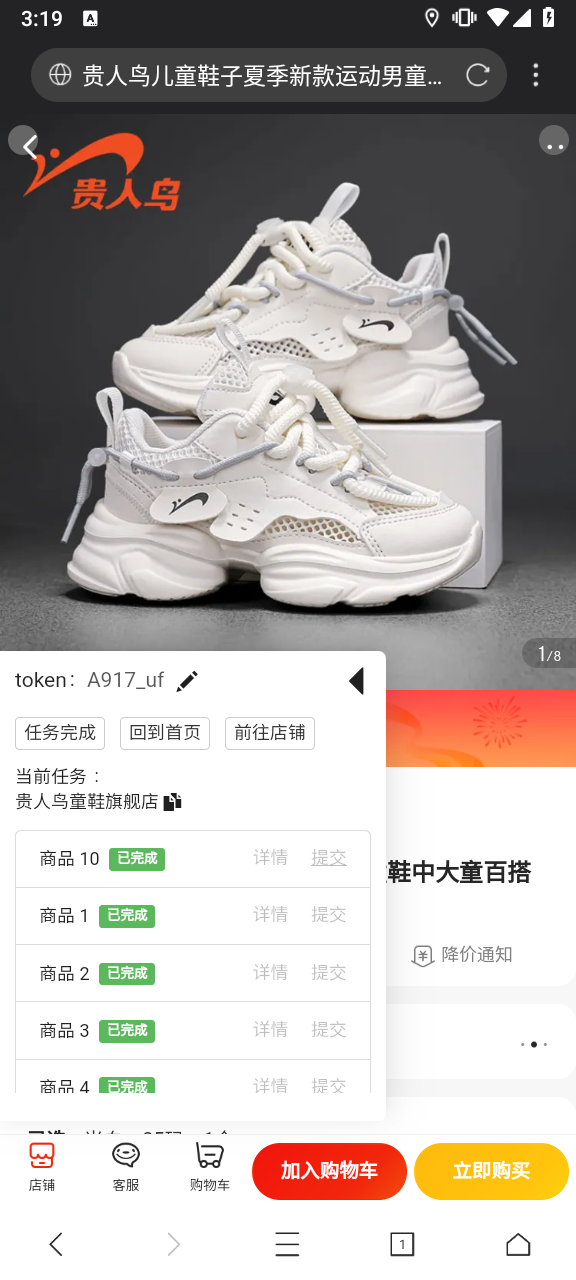 3:19
A
贵人鸟儿童鞋子夏季新款运动男童...
贵人鸟
1/8
token: A917_uf
任务完成 回到首页 前往店铺
当前任务：
贵人鸟童鞋旗舰店
商品 10 已完成 详情 提交
商品 1 已完成 详情 提交
鞋中大童百搭
商品 2 已完成 详情 提交
降价通知
商品 3 已完成 详情 提交
商品 4 已完成 详情 提交
店铺 客服 购物车 加入购物车 立即购买
1